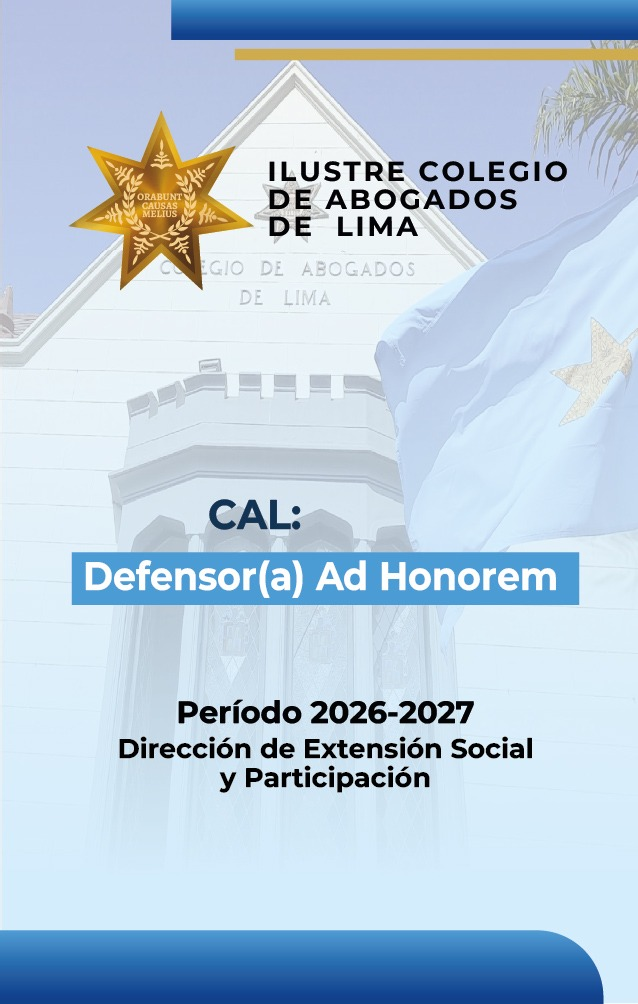 ORABUNT
CAUSAS
MELIUS
ILUSTRE COLEGIO
DE ABOGADOS
DE LIMA
COLEGIO DE ABOGADOS
DE LIMA
CAL:
Defensor(a) Ad Honorem
Período 2026-2027
Dirección de Extensión Social
y Participación